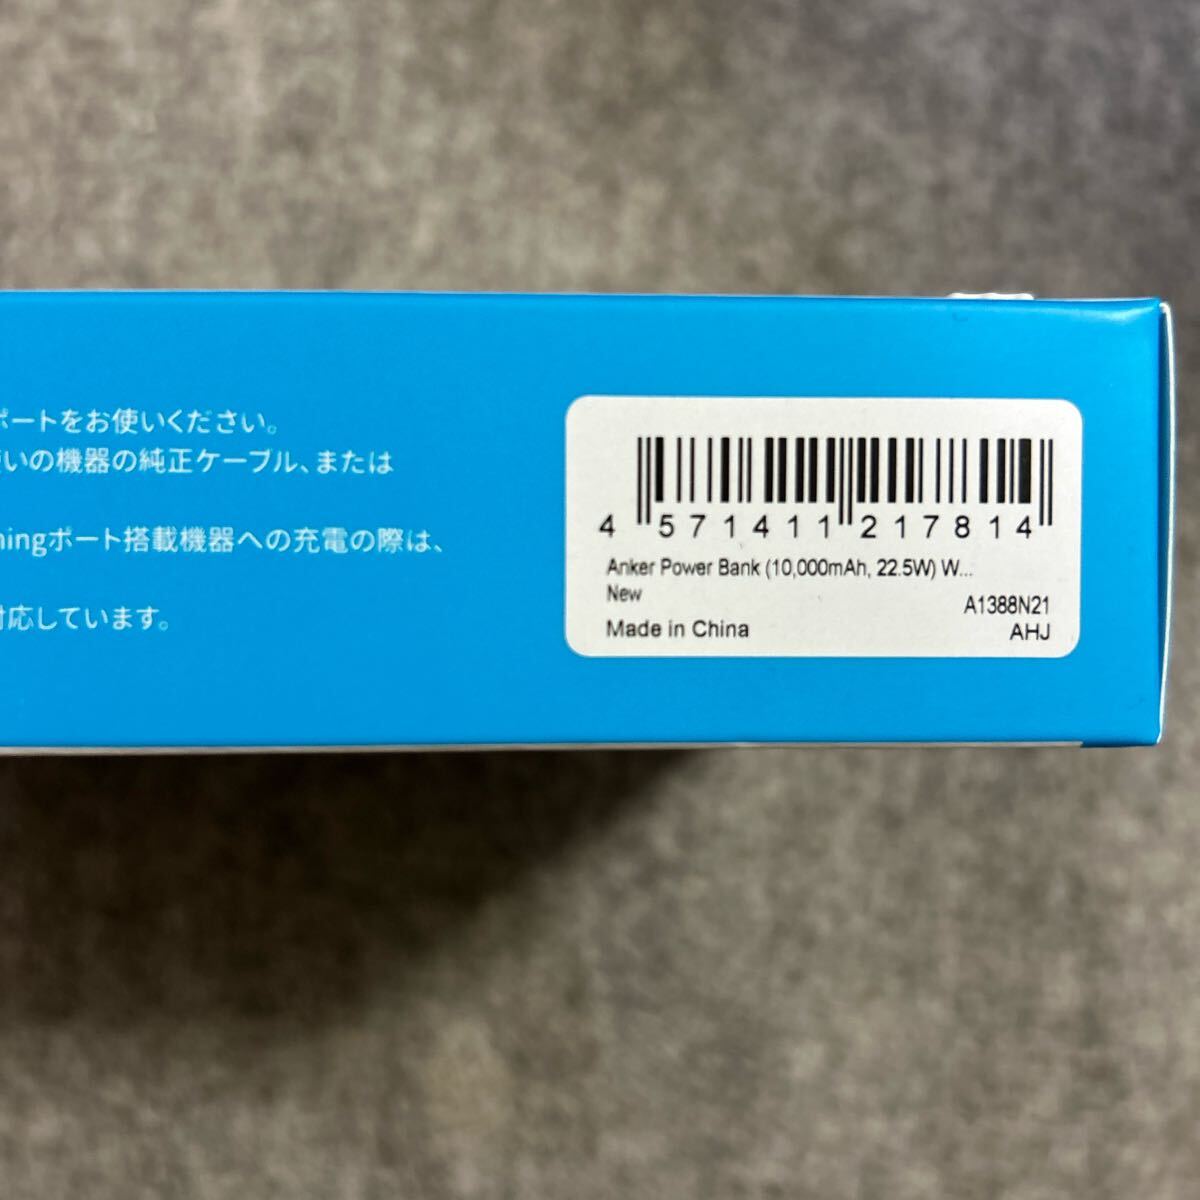 ポートをお使いください。
いの機器の純正ケーブル、または
ningポート搭載機器への充電の際は、
対応しています。
4 571411 217814
Anker Power Bank (10,000mAh, 22.5W) W...
New
A1388N21
Made in China
AHJ